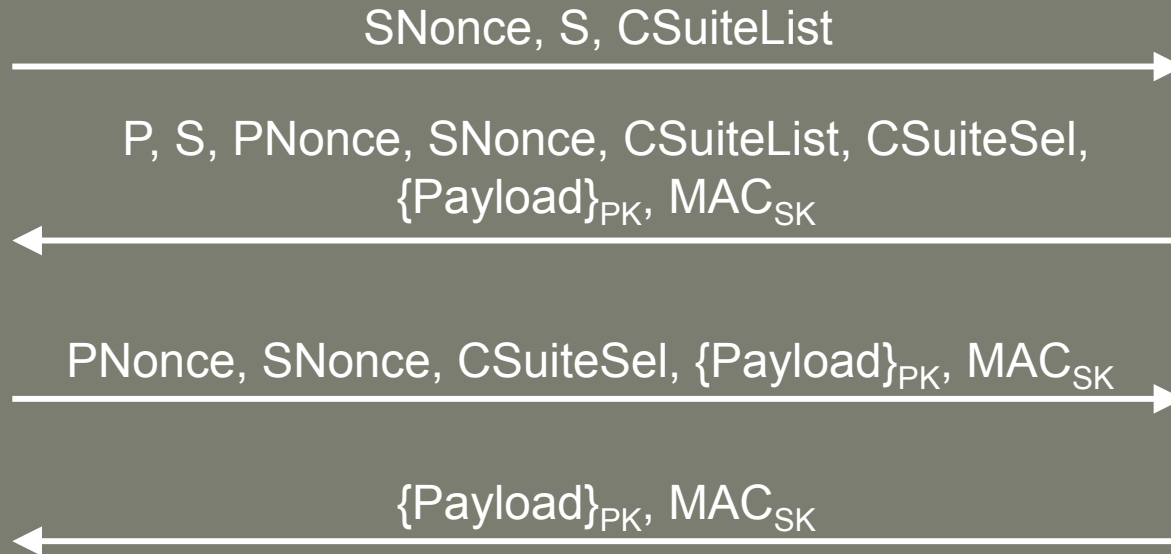 SNonce, S, CSuiteList
P, S, PNonce, SNonce, CSuiteList, CSuiteSel,
{Payload}PK, MACSK
PNonce, SNonce, CSuiteSel, {Payload}PK, MACSK
{Payload}PK, MACSK